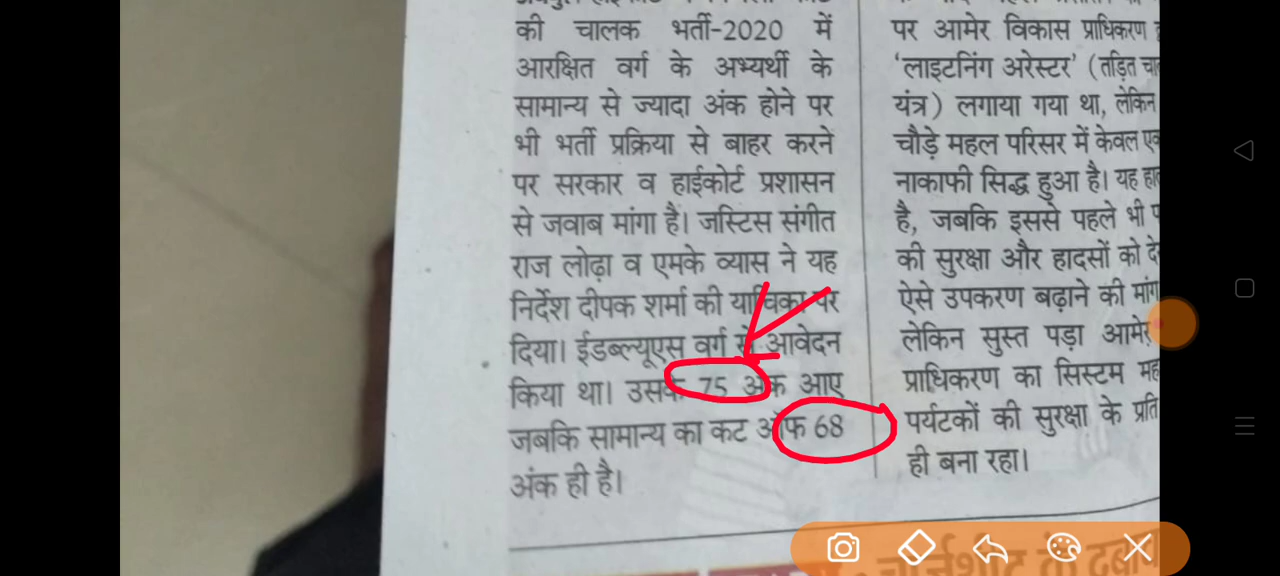 की चालक भर्ती-2020 में
आरक्षित वर्ग के अभ्यर्थी के
सामान्य से ज्यादा अंक होने पर
भी भर्ती प्रक्रिया से बाहर करने
पर सरकार व हाईकोर्ट प्रशासन
से जवाब मांगा है। जस्टिस संगीत
राज लोढ़ा व एमके व्यास ने यह
निर्देश दीपक शर्मा की याचिका पर
दिया। ईडब्ल्यूएस वर्ग से आवेदन
किया था। उसके 75 अंक आए
जबकि सामान्य का कट ऑफ 68
अंक ही है।
पर आमेर विकास प्राधिकरण
'लाइटनिंग अरेस्टर' (तड़ित
यंत्र) लगाया गया था, लेकिन
चौड़े महल परिसर में केवल
नाकाफी सिद्ध हुआ है। यह
है, जबकि इससे पहले भी
की सुरक्षा और हादसों को
ऐसे उपकरण बढ़ाने की मांग
लेकिन सुस्त पड़ा आमेर
प्राधिकरण का सिस्टम
पर्यटकों की सुरक्षा के प्रति
ही बना रहा।